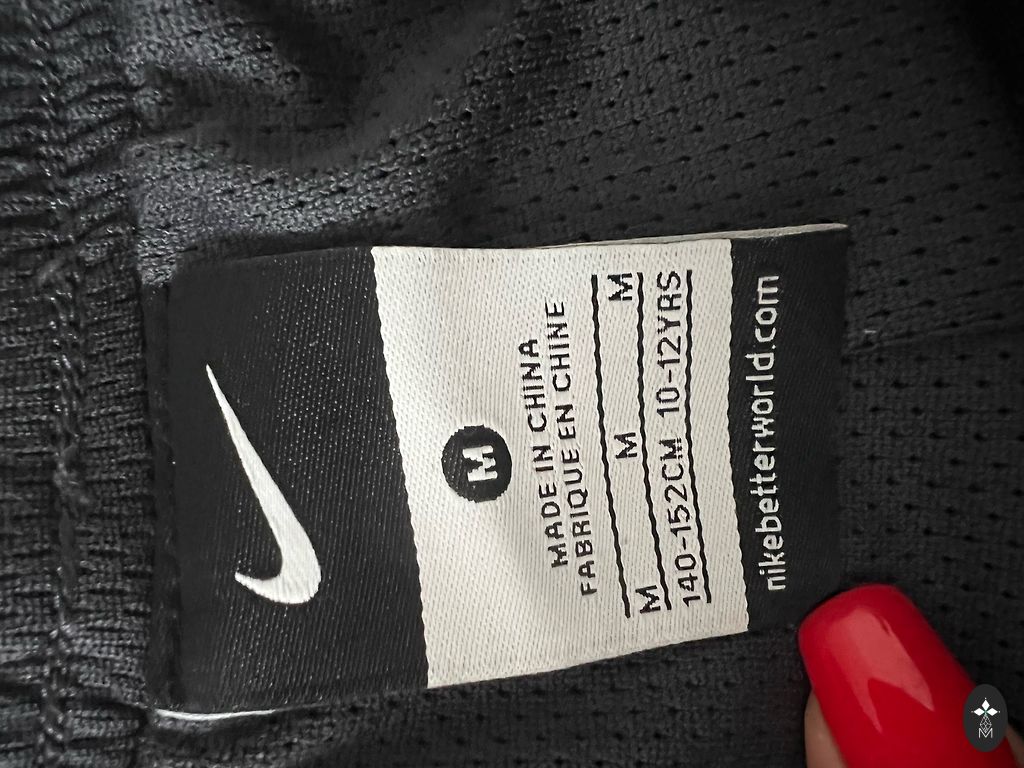 M
MADE IN CHINA
FABRIQUE EN CHINE
M M M
140-152CM 10-12YRS
nikebetterworld.com
M